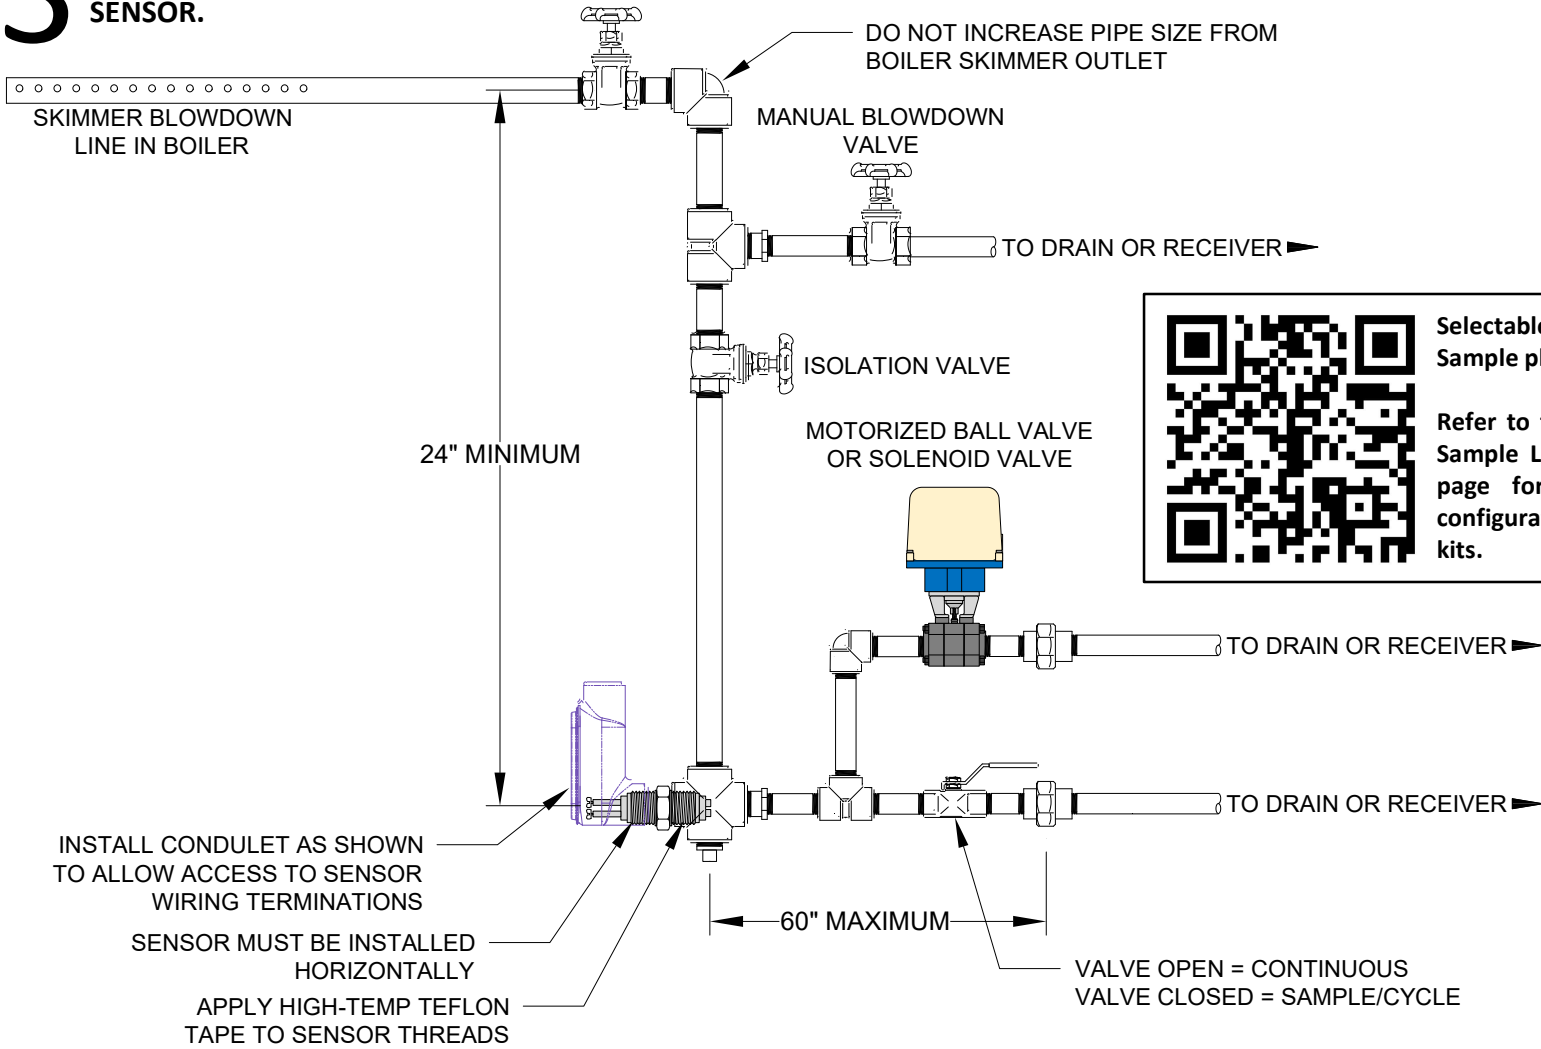 SENSOR.
DO NOT INCREASE PIPE SIZE FROM
BOILER SKIMMER OUTLET
SKIMMER BLOWDOWN
LINE IN BOILER
MANUAL BLOWDOWN
VALVE
TO DRAIN OR RECEIVER
ISOLATION VALVE
24" MINIMUM
MOTORIZED BALL VALVE
OR SOLENOID VALVE
Sample
Refer to
Sample
page for
kits.
TO DRAIN OR RECEIVER
TO DRAIN OR RECEIVER
INSTALL CONDULET AS SHOWN
TO ALLOW ACCESS TO SENSOR
WIRING TERMINATIONS
60" MAXIMUM
SENSOR MUST BE INSTALLED
HORIZONTALLY
VALVE OPEN = CONTINUOUS
VALVE CLOSED = SAMPLE/CYCLE
APPLY HIGH-TEMP TEFLON
TAPE TO SENSOR THREADS